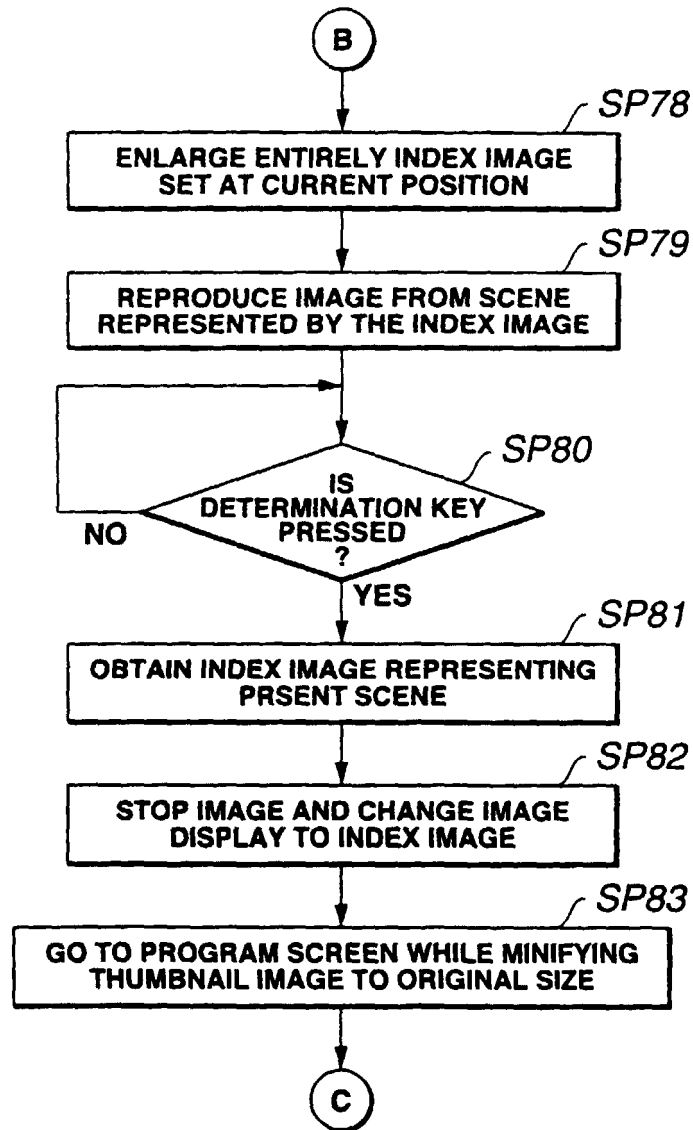 B
SP78
ENLARGE ENTIRELY INDEX IMAGE
SET AT CURRENT POSITION
SP79
REPRODUCE IMAGE FROM SCENE
REPRESENTED BY THE INDEX IMAGE
SP80
IS
DETERMINATION KEY
PRESSED
?
NO
YES
SP81
OBTAIN INDEX IMAGE REPRESENTING
PRSENT SCENE
SP82
STOP IMAGE AND CHANGE IMAGE
DISPLAY TO INDEX IMAGE
SP83
GO TO PROGRAM SCREEN WHILE MINIFYING
THUMBNAIL IMAGE TO ORIGINAL SIZE
C